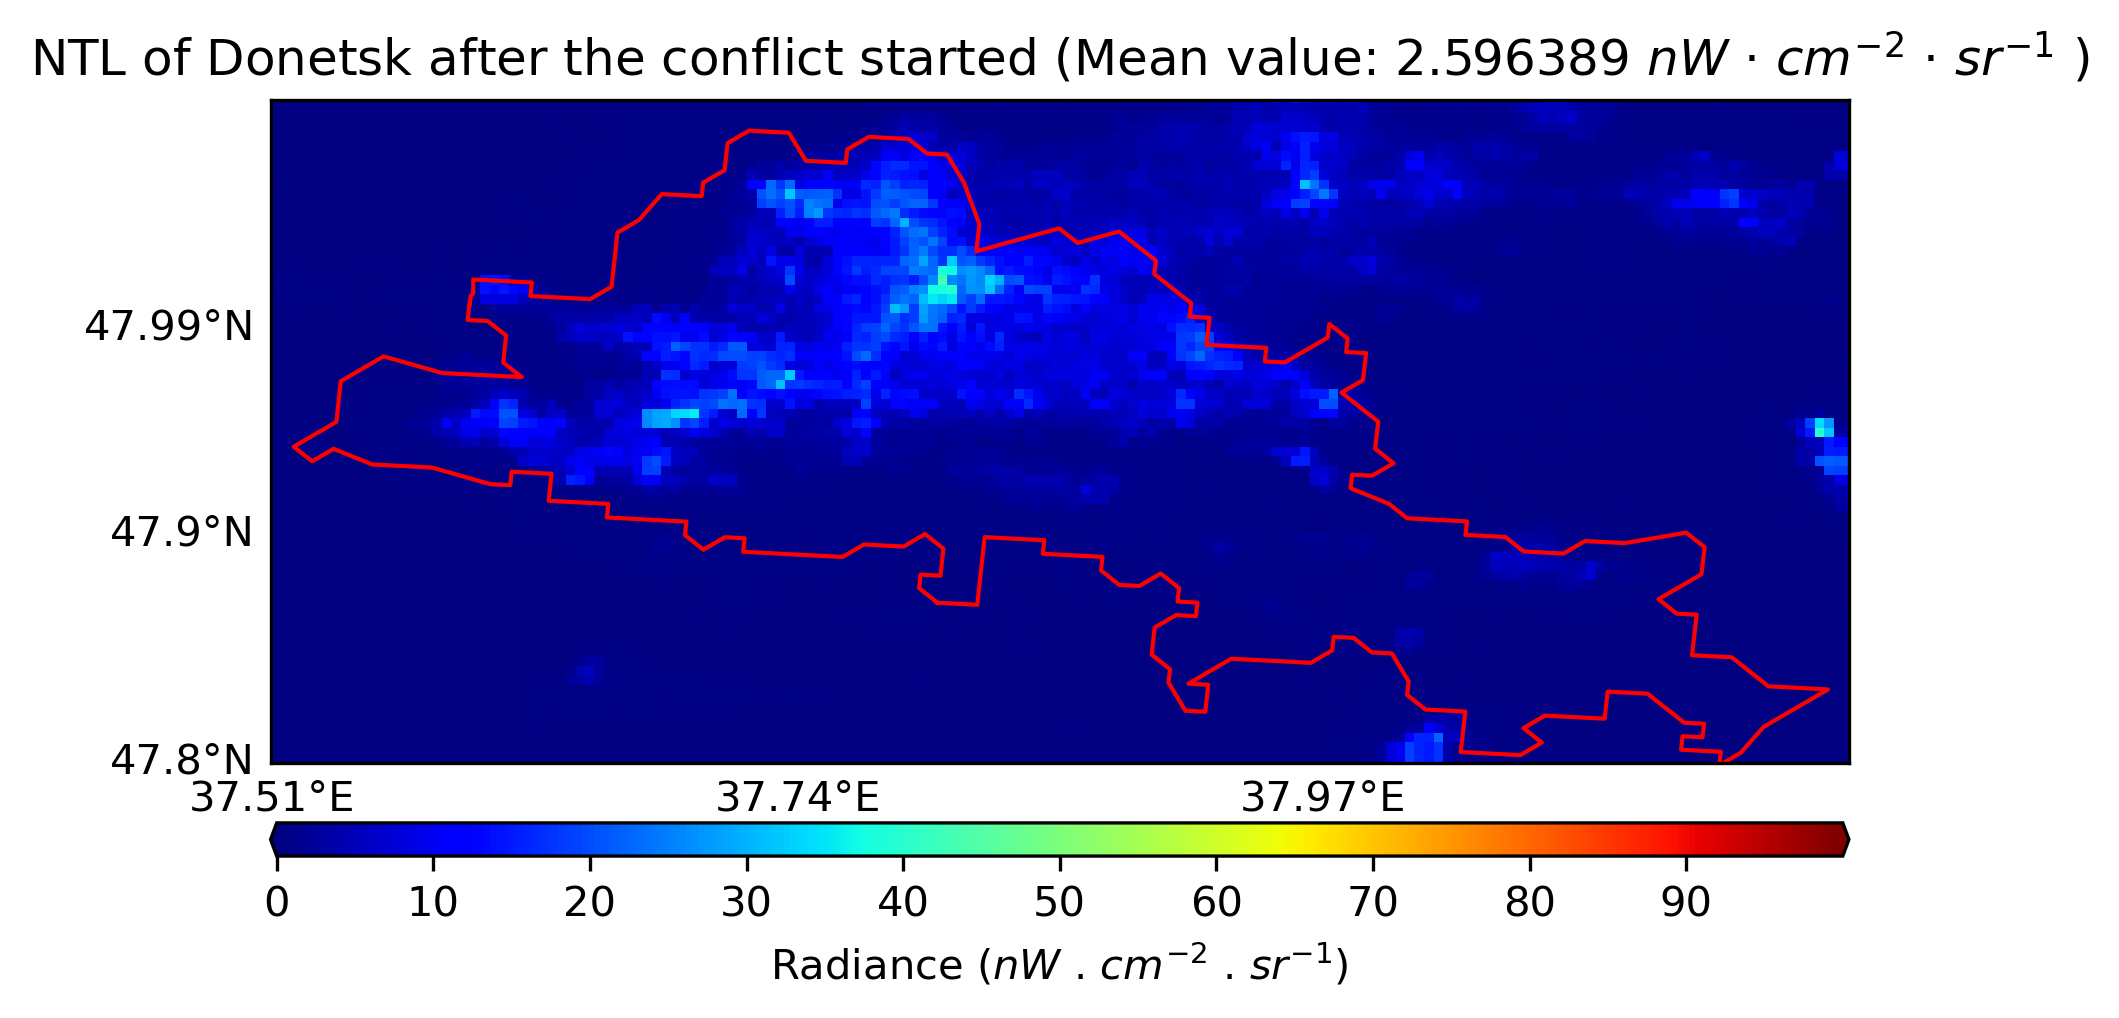 NTL of Donetsk after the conflict started (Mean value: 2.596389 nW · cm⁻² · sr⁻¹ )
47.99°N
47.9°N
47.8°N
37.51°E 37.74°E 37.97°E
0 10 20 30 40 50 60 70 80 90
Radiance (nW . cm⁻² . sr⁻¹)